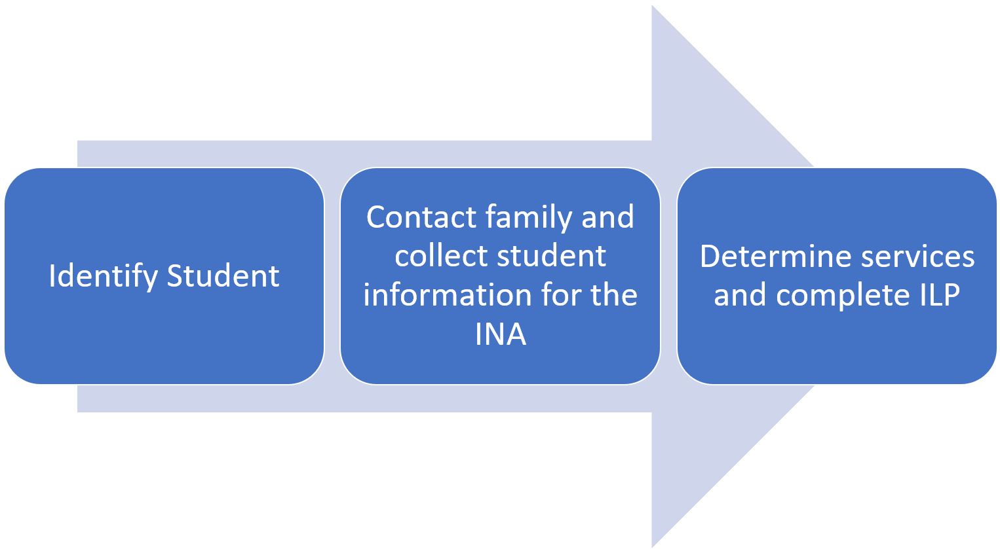 Identify Student
Contact family and
collect student
information for the
INA
Determine services
and complete ILP